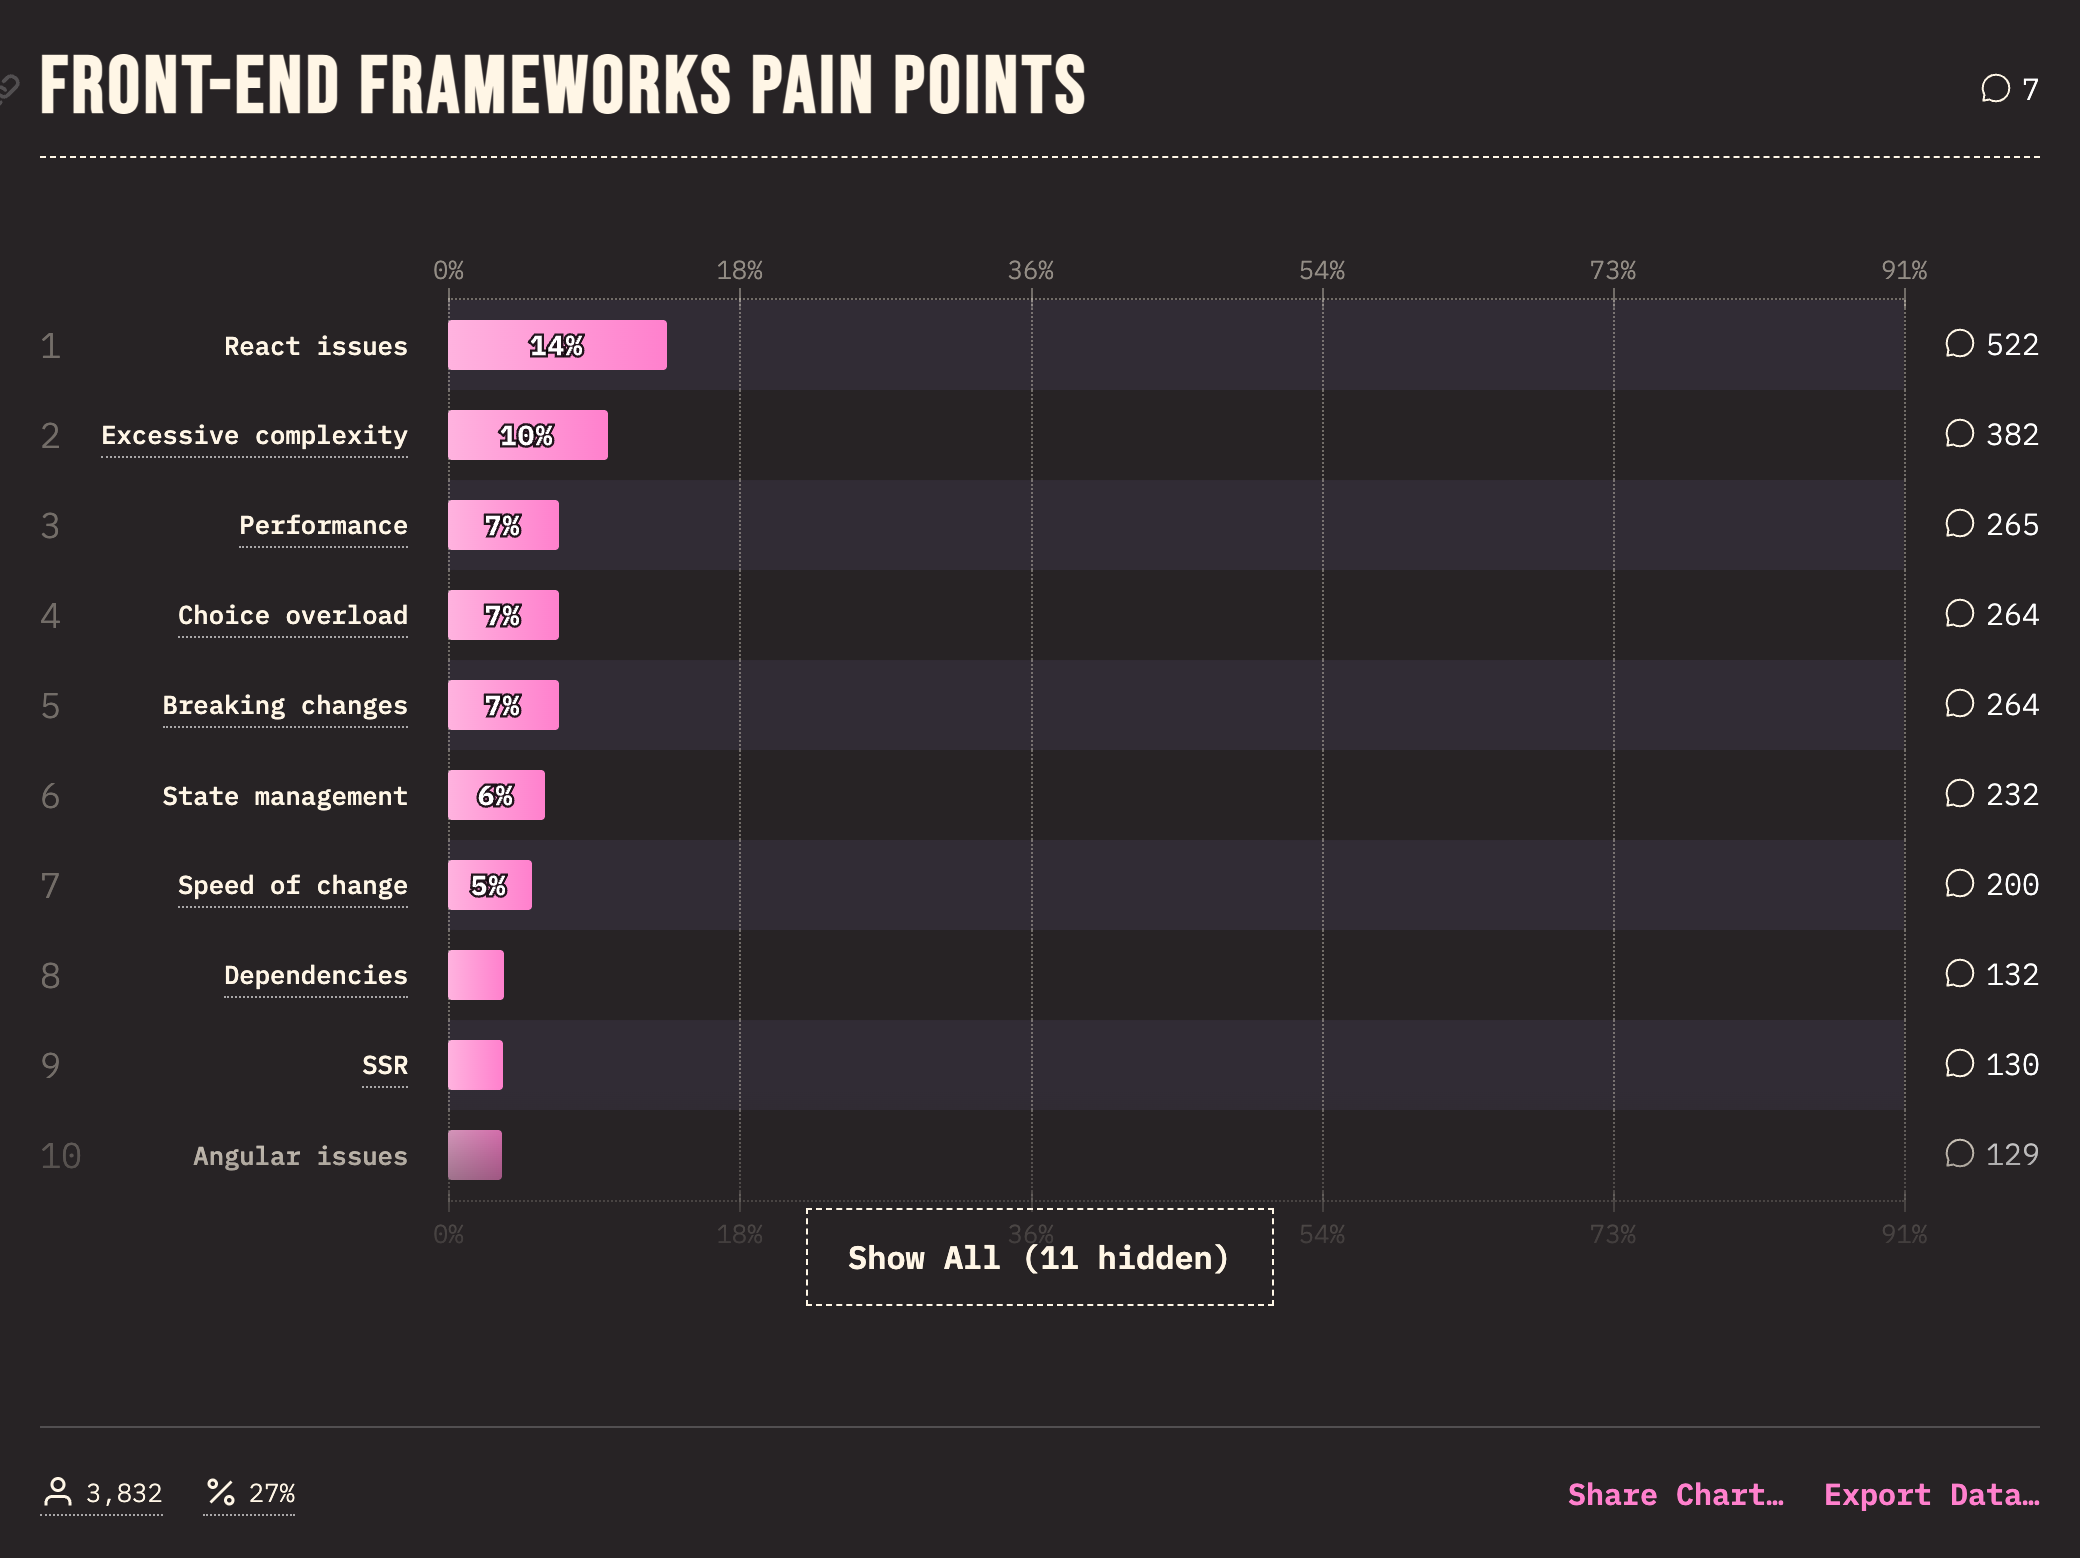 FRONT-END FRAMEWORKS PAIN POINTS
7
0% 18% 36% 54% 73% 91%
1 React issues 14% 522
2 Excessive complexity 10% 382
3 Performance 7% 265
4 Choice overload 7% 264
5 Breaking changes 7% 264
6 State management 6% 232
7 Speed of change 5% 200
8 Dependencies 132
9 SSR 130
10 Angular issues 129
0% 18% 36% 54% 73% 91%
Show All (11 hidden)
3,832 27% Share Chart… Export Data…